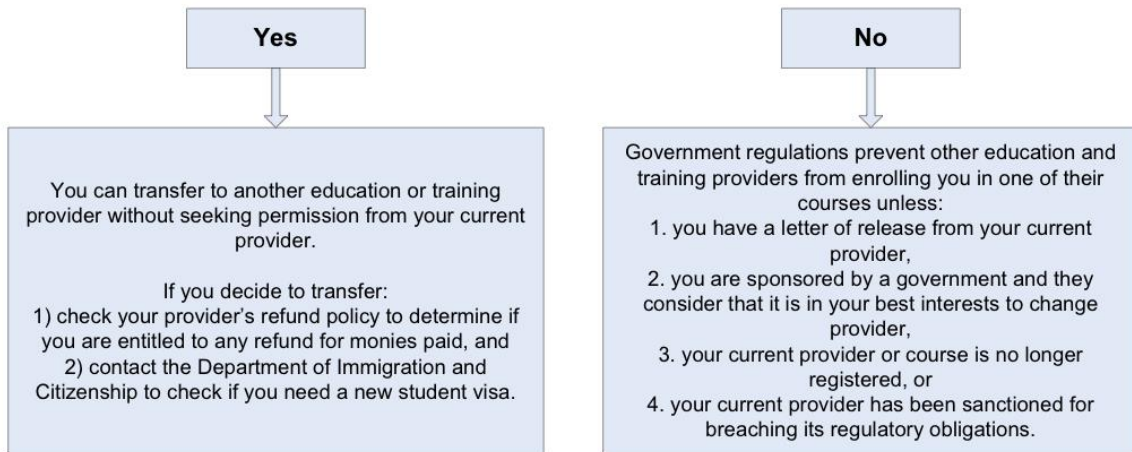 Yes
You can transfer to another education or training
provider without seeking permission from your current
provider.
If you decide to transfer:
1) check your provider's refund policy to determine if
you are entitled to any refund for monies paid, and
2) contact the Department of Immigration and
Citizenship to check if you need a new student visa.
No
Government regulations prevent other education and
training providers from enrolling you in one of their
courses unless:
1. you have a letter of release from your current
provider,
2. you are sponsored by a government and they
consider that it is in your best interests to change
provider,
3. your current provider or course is no longer
registered, or
4. your current provider has been sanctioned for
breaching its regulatory obligations.